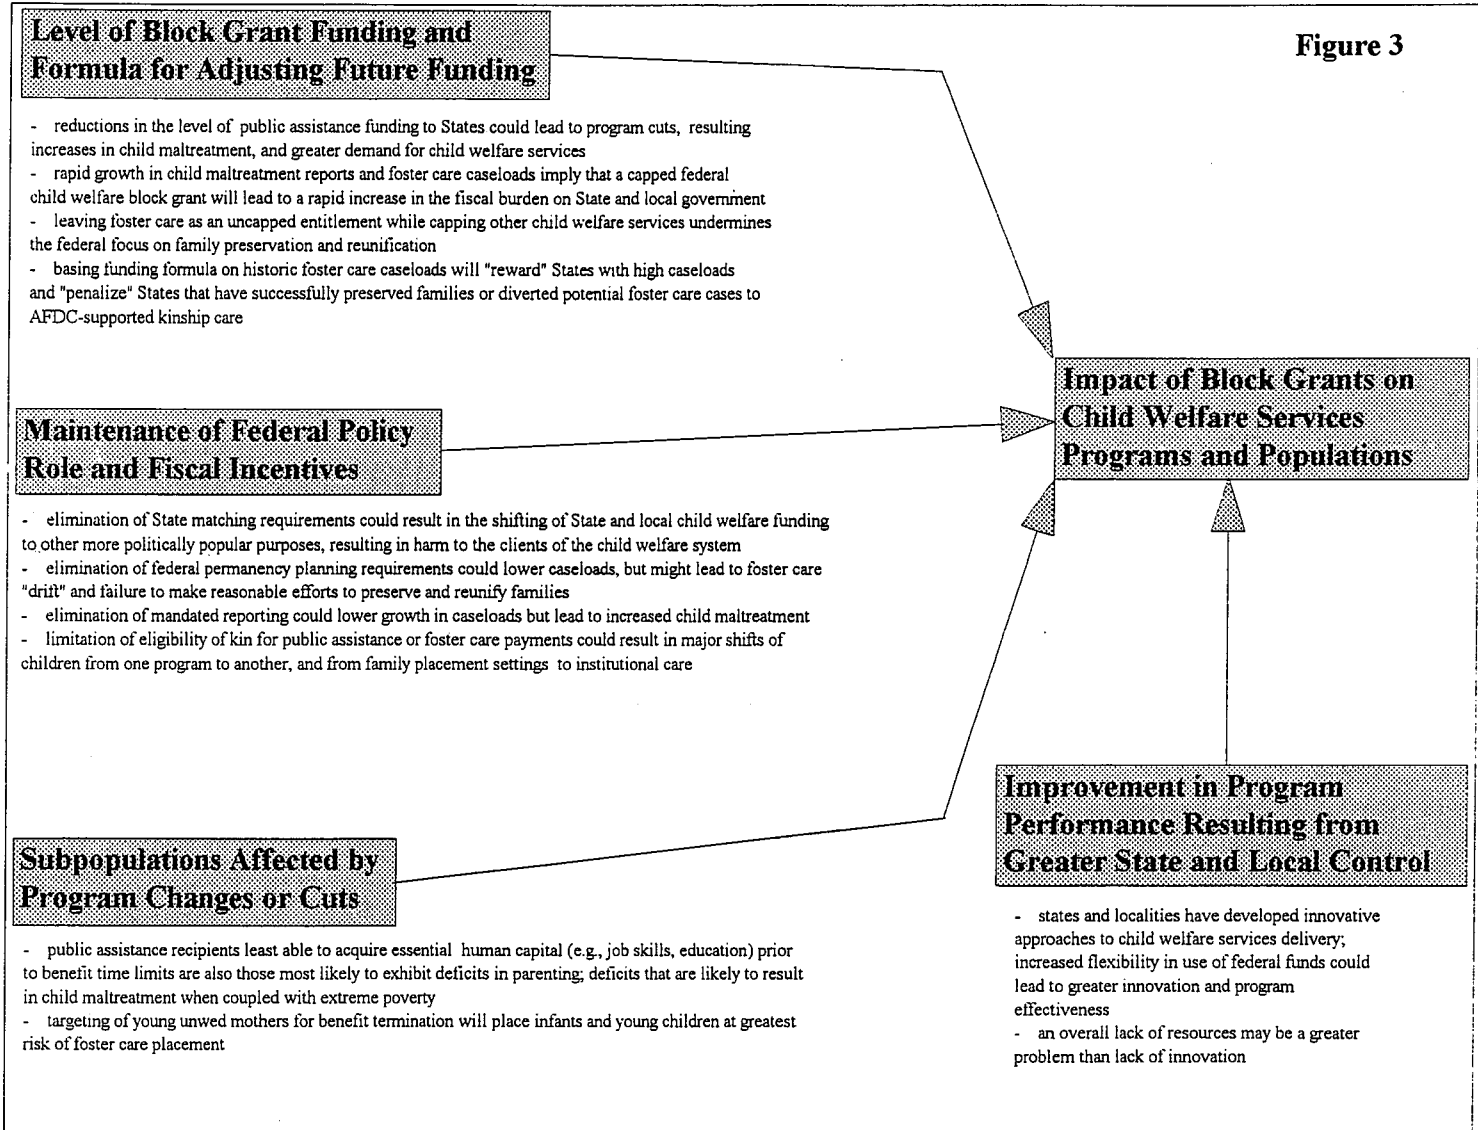 Figure 3
Level of Block Grant Funding and
Formula for Adjusting Future Funding
- reductions in the level of public assistance funding to States could lead to program cuts, resulting
increases in child maltreatment, and greater demand for child welfare services
- rapid growth in child maltreatment reports and foster care caseloads imply that a capped federal
child welfare block grant will lead to a rapid increase in the fiscal burden on State and local government
- leaving foster care as an uncapped entitlement while capping other child welfare services undermines
the federal focus on family preservation and reunification
- basing funding formula on historic foster care caseloads will "reward" States with high caseloads
and "penalize" States that have successfully preserved families or diverted potential foster care cases to
AFDC-supported kinship care
Impact of Block Grants on
Child Welfare Services
Programs and Populations
Maintenance of Federal Policy
Role and Fiscal Incentives
- elimination of State matching requirements could result in the shifting of State and local child welfare funding
to other more politically popular purposes, resulting in harm to the clients of the child welfare system
- elimination of federal permanency planning requirements could lower caseloads, but might lead to foster care
"drift" and failure to make reasonable efforts to preserve and reunify families
- elimination of mandated reporting could lower growth in caseloads but lead to increased child maltreatment
- limitation of eligibility of kin for public assistance or foster care payments could result in major shifts of
children from one program to another, and from family placement settings to institutional care
Subpopulations Affected by
Program Changes or Cuts
- public assistance recipients least able to acquire essential human capital (e.g., job skills, education) prior
to benefit time limits are also those most likely to exhibit deficits in parenting; deficits that are likely to result
in child maltreatment when coupled with extreme poverty
- targeting of young unwed mothers for benefit termination will place infants and young children at greatest
risk of foster care placement
Improvement in Program
Performance Resulting from
Greater State and Local Control
- states and localities have developed innovative
approaches to child welfare services delivery;
increased flexibility in use of federal funds could
lead to greater innovation and program
effectiveness
- an overall lack of resources may be a greater
problem than lack of innovation